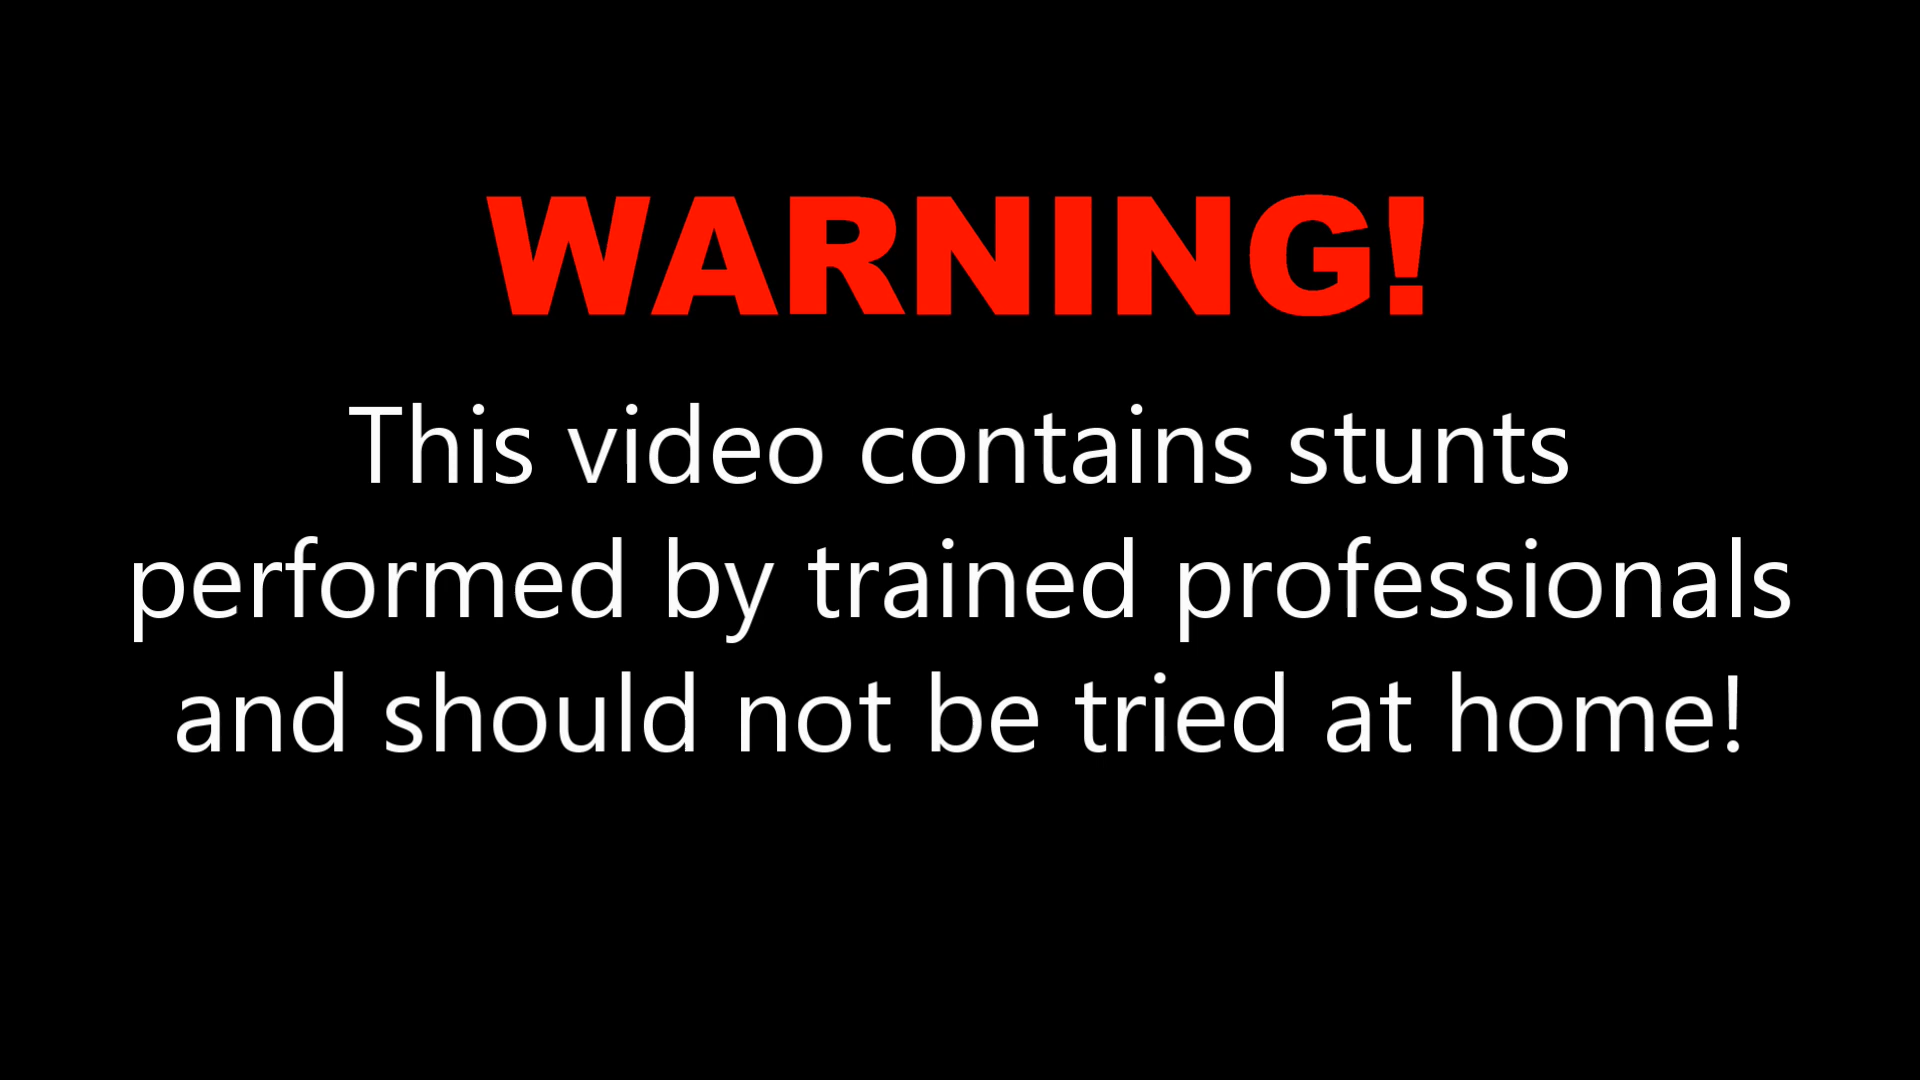 WARNING!
This video contains stunts
performed by trained professionals
and should not be tried at home!